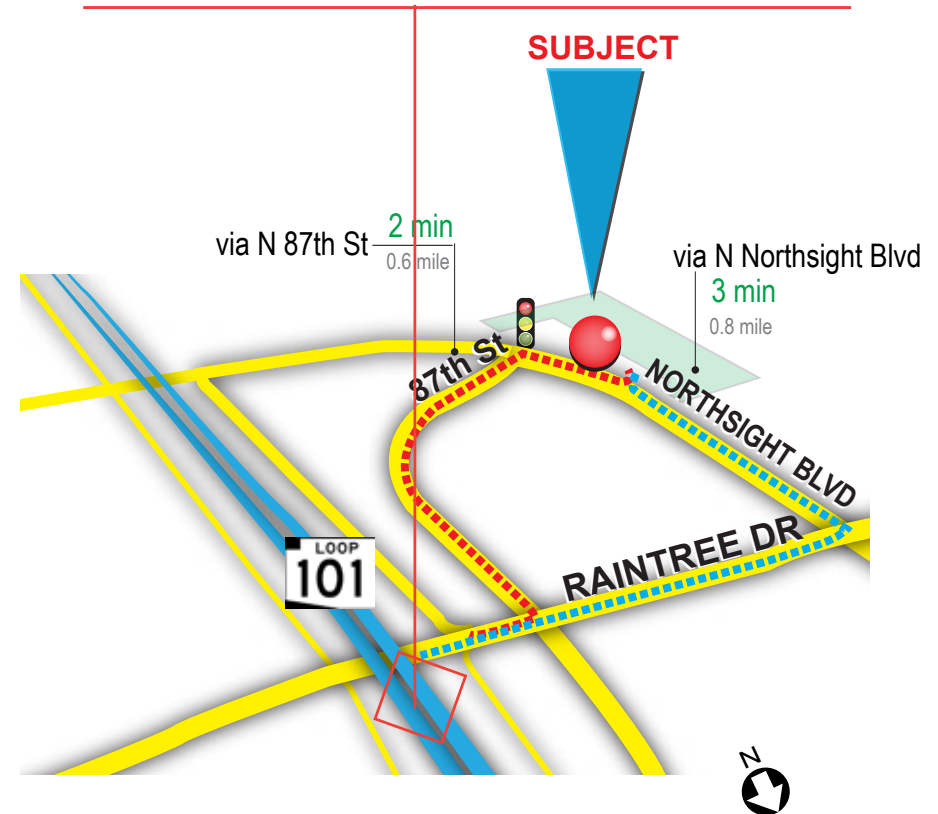 SUBJECT
via N 87th St
2 min
0.6 mile
via N Northsight Blvd
3 min
0.8 mile
87th St
NORTHSIGHT BLVD
RAINTREE DR
LOOP
101
N